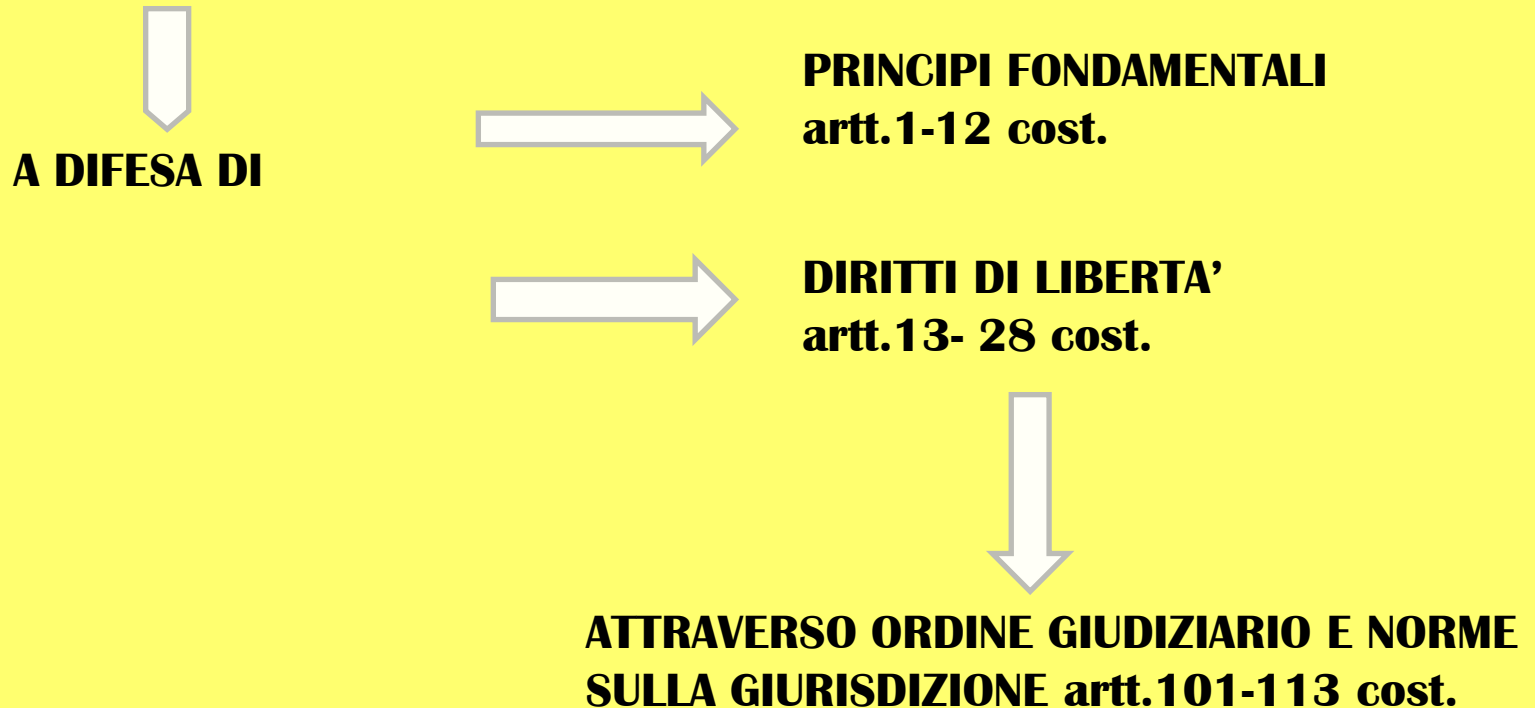 A DIFESA DI
PRINCIPI FONDAMENTALI
artt.1-12 cost.
DIRITTI DI LIBERTA’
artt.13- 28 cost.
ATTRAVERSO ORDINE GIUDIZIARIO E NORME
SULLA GIURISDIZIONE artt.101-113 cost.